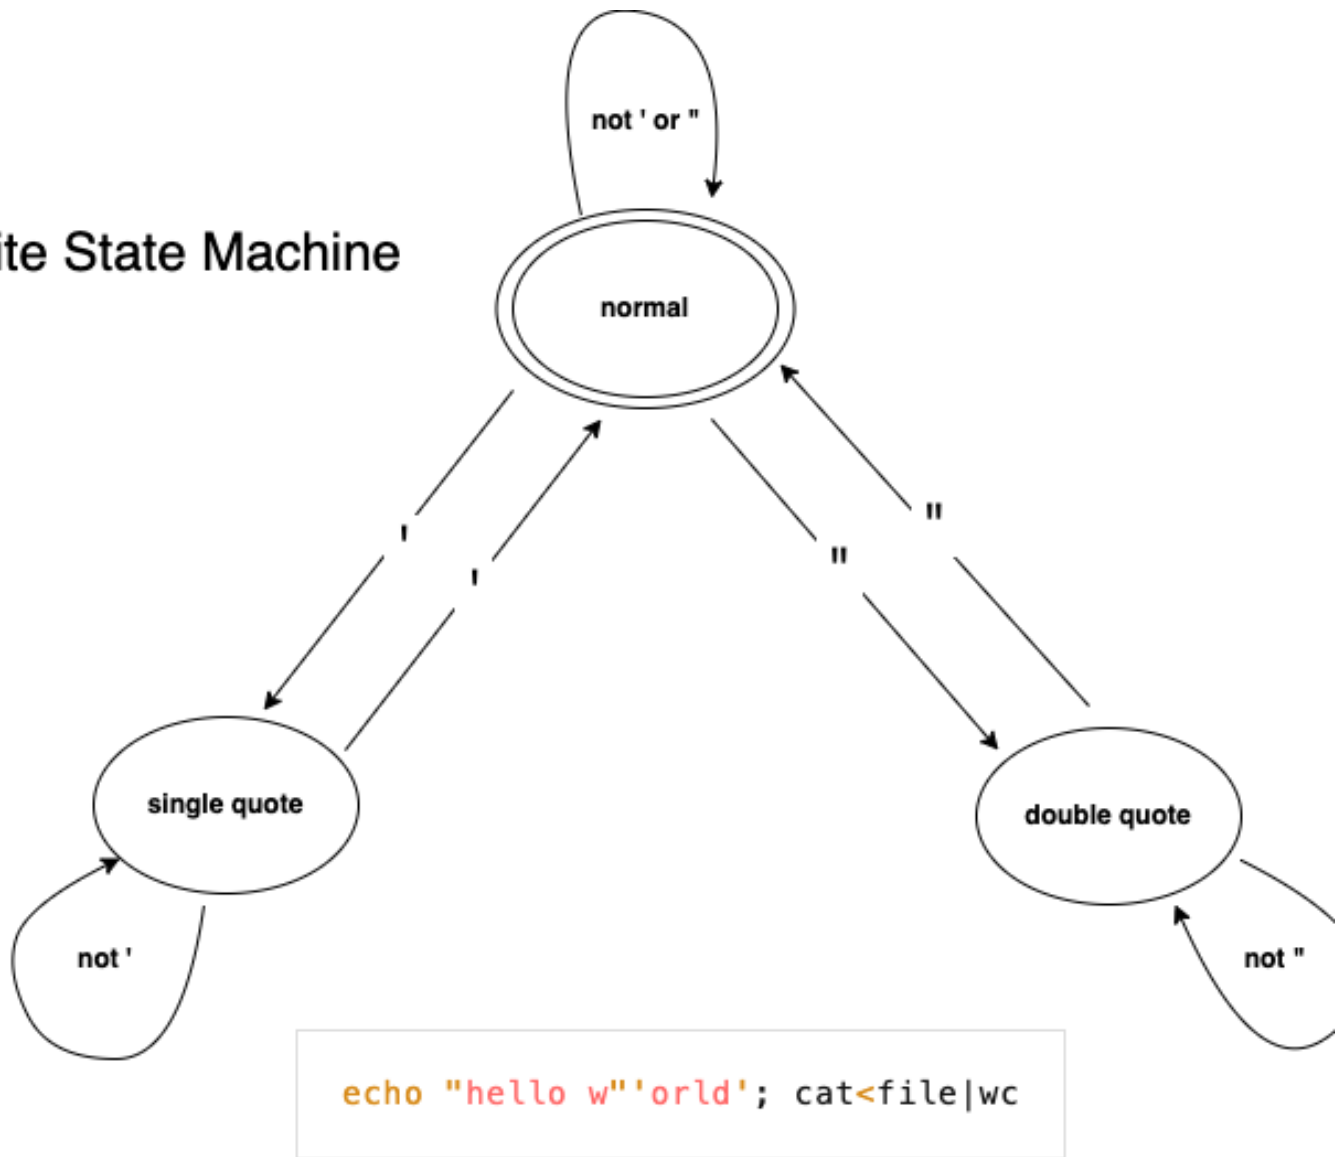 not ' or "
ite State Machine
normal
'
"
"
'
single quote
double quote
not '
not "
echo "hello w"'orld'; cat<file|wc